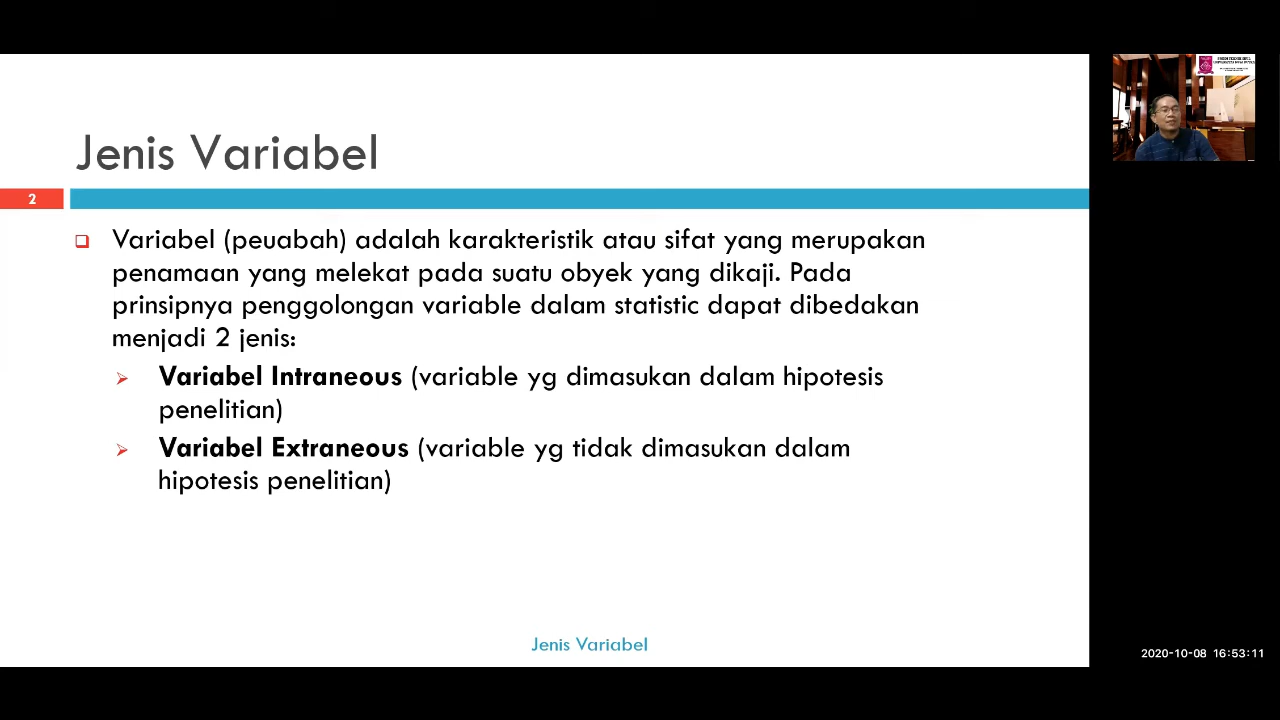 Jenis Variabel
2
Variabel (peuabah) adalah karakteristik atau sifat yang merupakan
penamaan yang melekat pada suatu obyek yang dikaji. Pada
prinsipnya penggolongan variable dalam statistic dapat dibedakan
menjadi 2 jenis:
Variabel Intraneous (variable yg dimasukan dalam hipotesis
penelitian)
Variabel Extraneous (variable yg tidak dimasukan dalam
hipotesis penelitian)
Jenis Variabel
2020-10-08 16:53:11